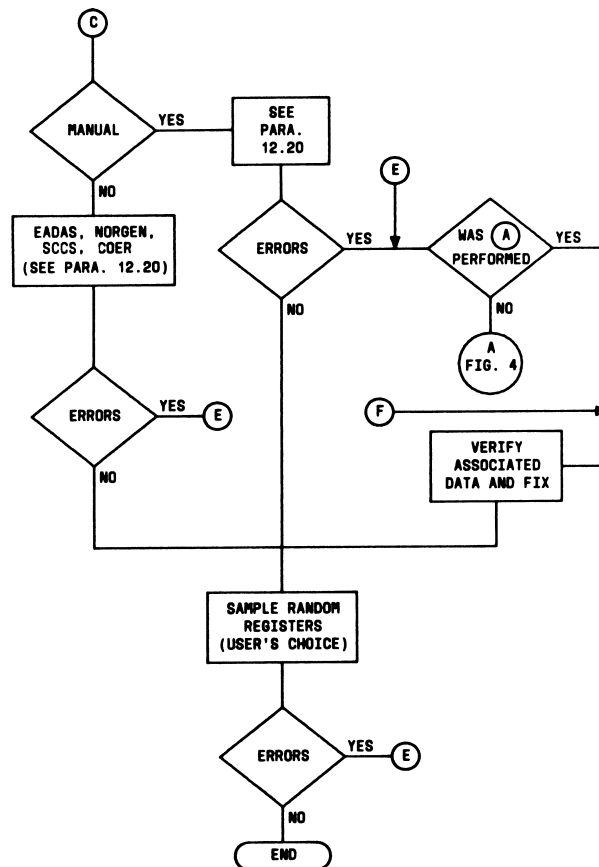 C
MANUAL
YES
SEE
PARA.
12.20
NO
E
EADAS, NORGEN,
SCCS, COER
(SEE PARA. 12.20)
ERRORS
YES
WAS A
PERFORMED
YES
NO
NO
A
FIG. 4
ERRORS
YES
E
F
NO
VERIFY
ASSOCIATED
DATA AND FIX
SAMPLE RANDOM
REGISTERS
(USER'S CHOICE)
ERRORS
YES
E
NO
END